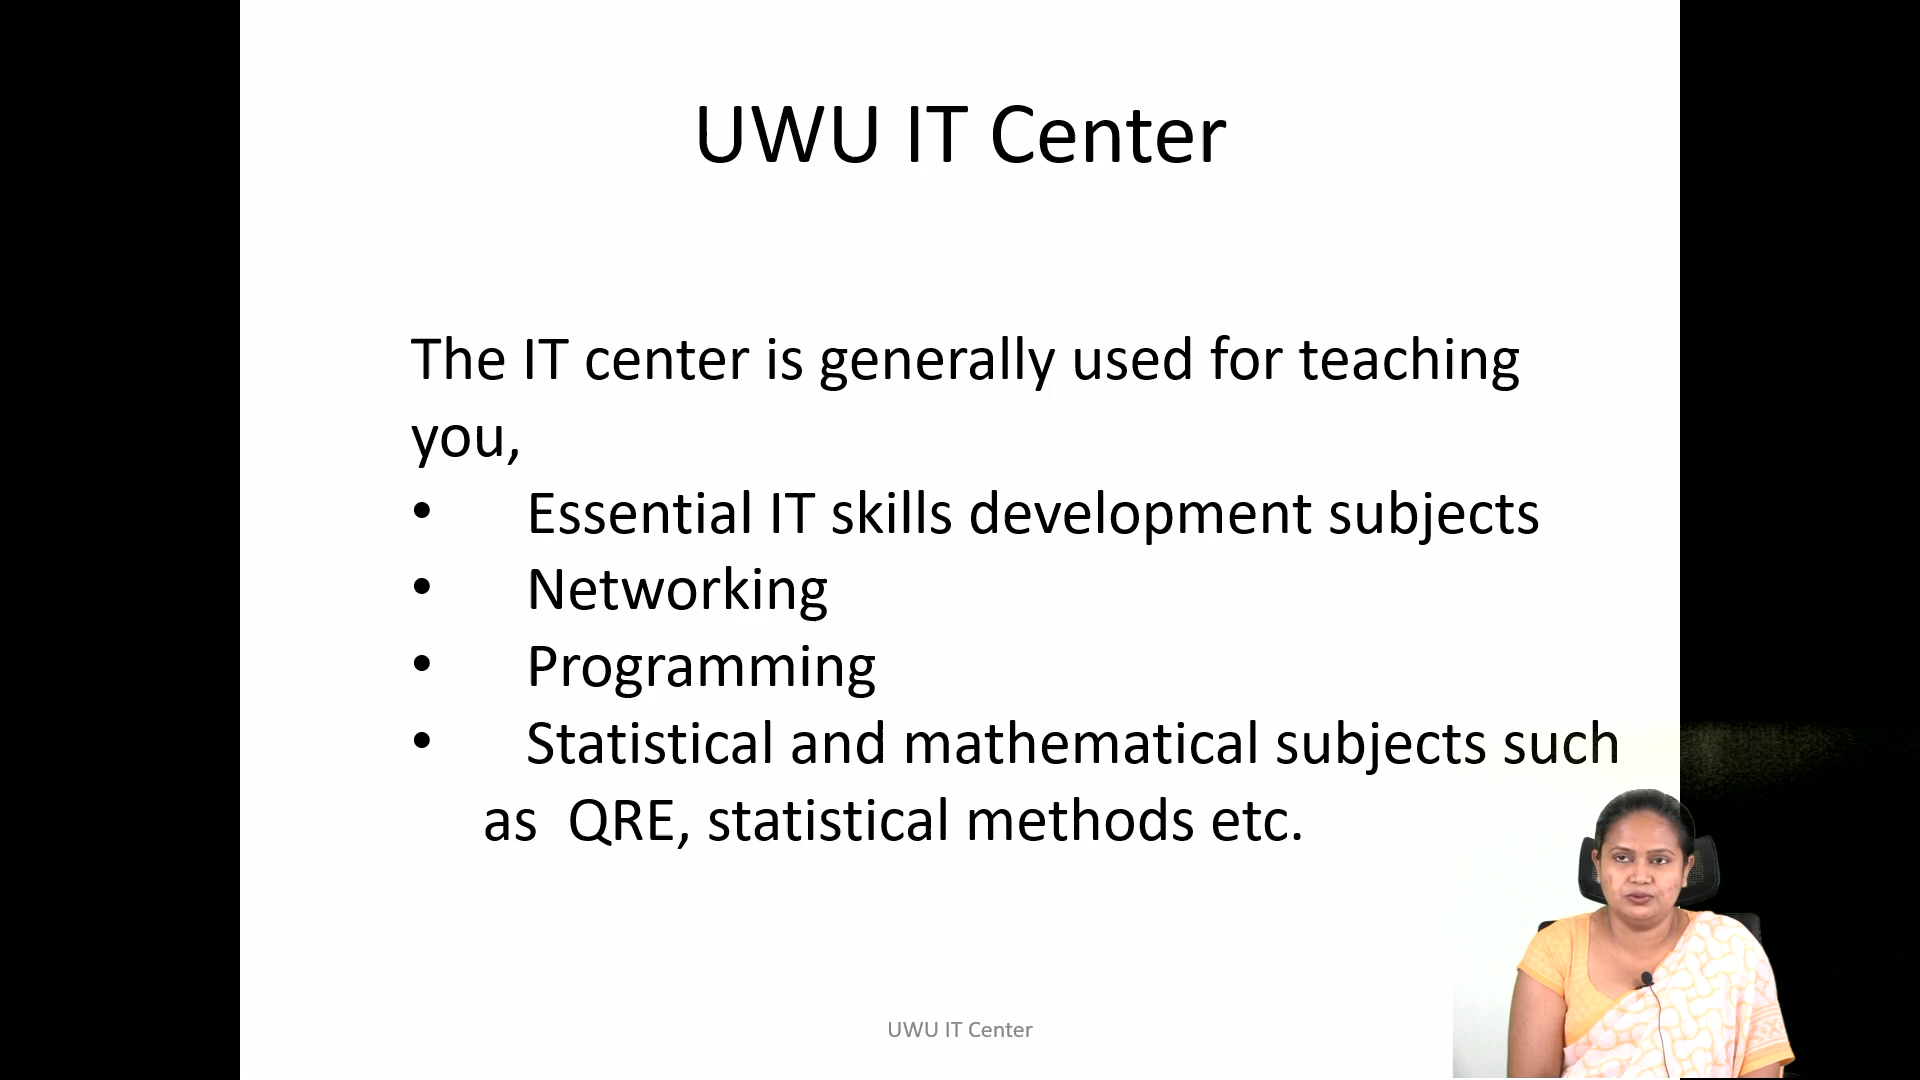 UWU IT Center
The IT center is generally used for teaching
you,
• Essential IT skills development subjects
• Networking
• Programming
• Statistical and mathematical subjects such
as QRE, statistical methods etc.
UWU IT Center